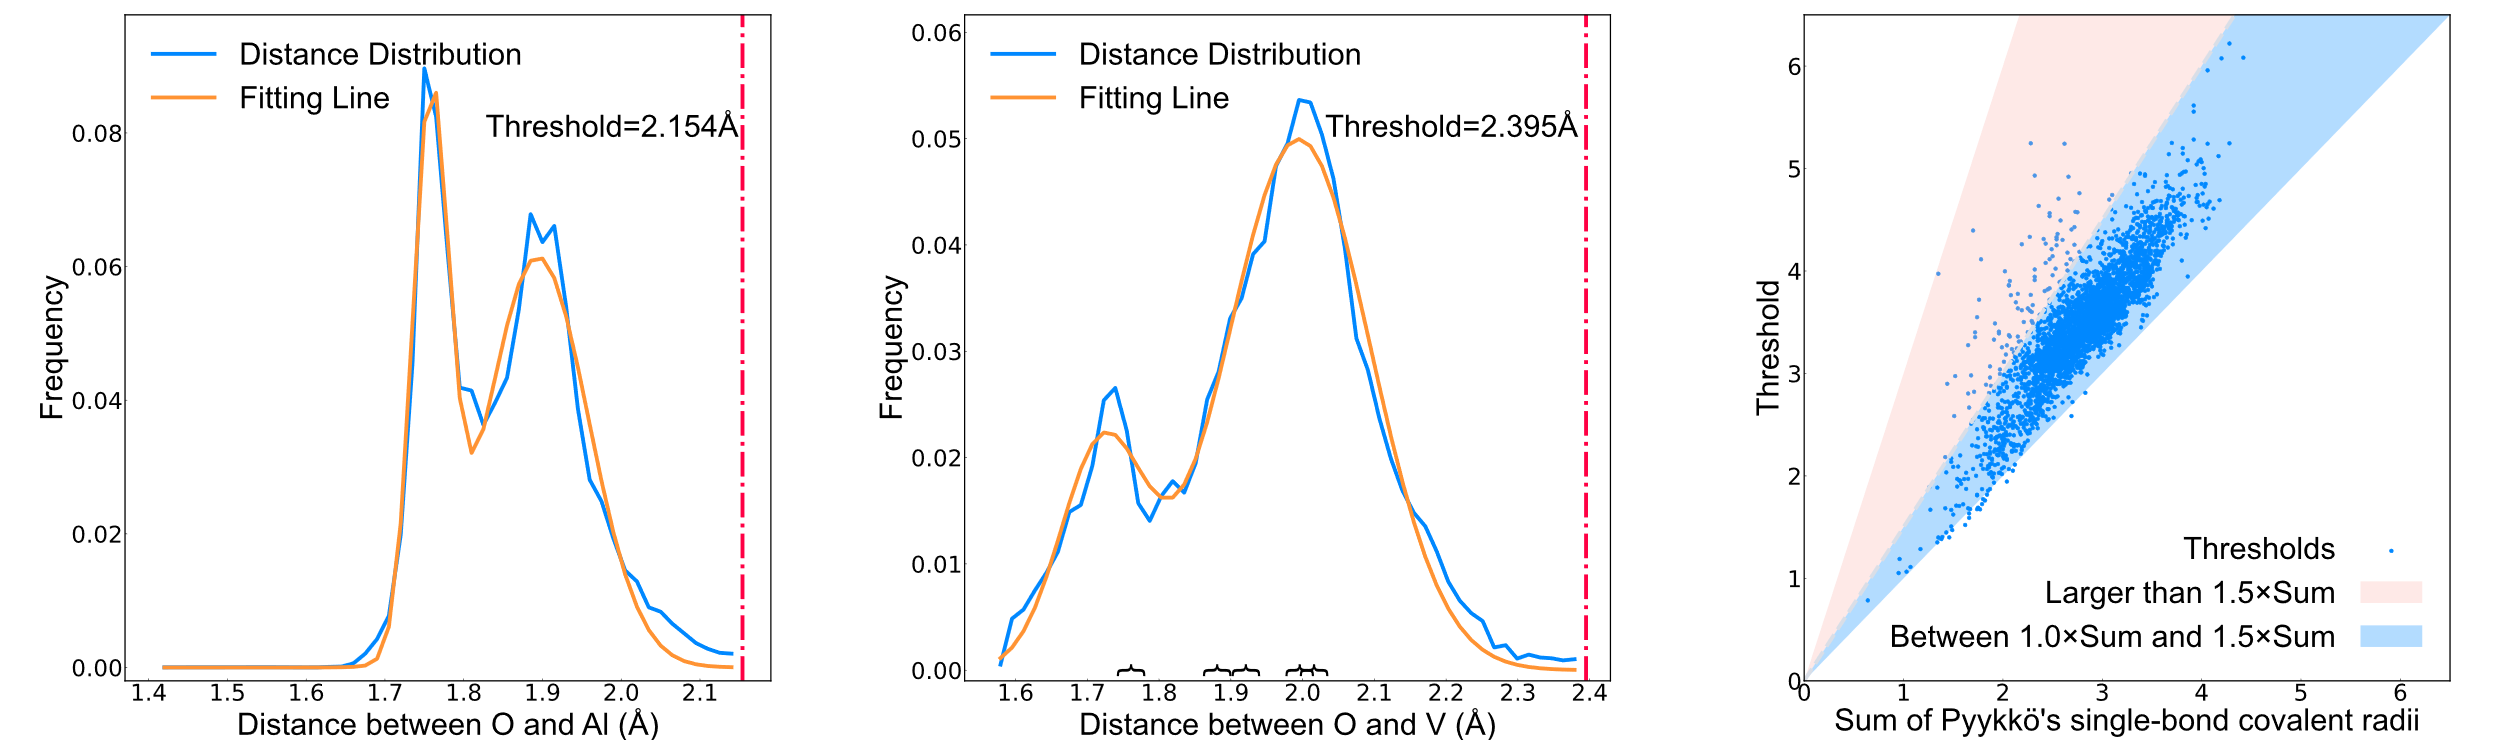 Distance Distribution
Fitting Line
Threshold=2.154Å
Frequency
0.08
0.06
0.04
0.02
0.00
1.4 1.5 1.6 1.7 1.8 1.9 2.0 2.1
Distance between O and Al (Å)
Distance Distribution
Fitting Line
Threshold=2.395Å
Frequency
0.06
0.05
0.04
0.03
0.02
0.01
0.00
1.6 1.7 1.8 1.9 2.0 2.1 2.2 2.3 2.4
Distance between O and V (Å)
Threshold
6
5
4
3
2
1
0
Thresholds
Larger than 1.5×Sum
Between 1.0×Sum and 1.5×Sum
0 1 2 3 4 5 6
Sum of Pyykkö's single-bond covalent radii